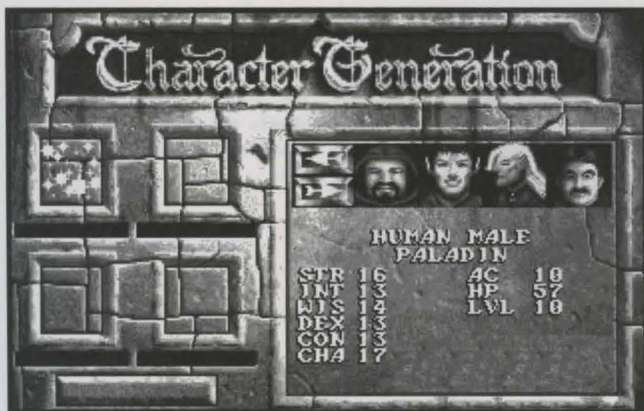 Character Generation
HUMAN MALE
PALADIN
STR 16 AC 10
INT 13 HP 57
WIS 14 LVL 10
DEX 13
CON 13
CHA 17